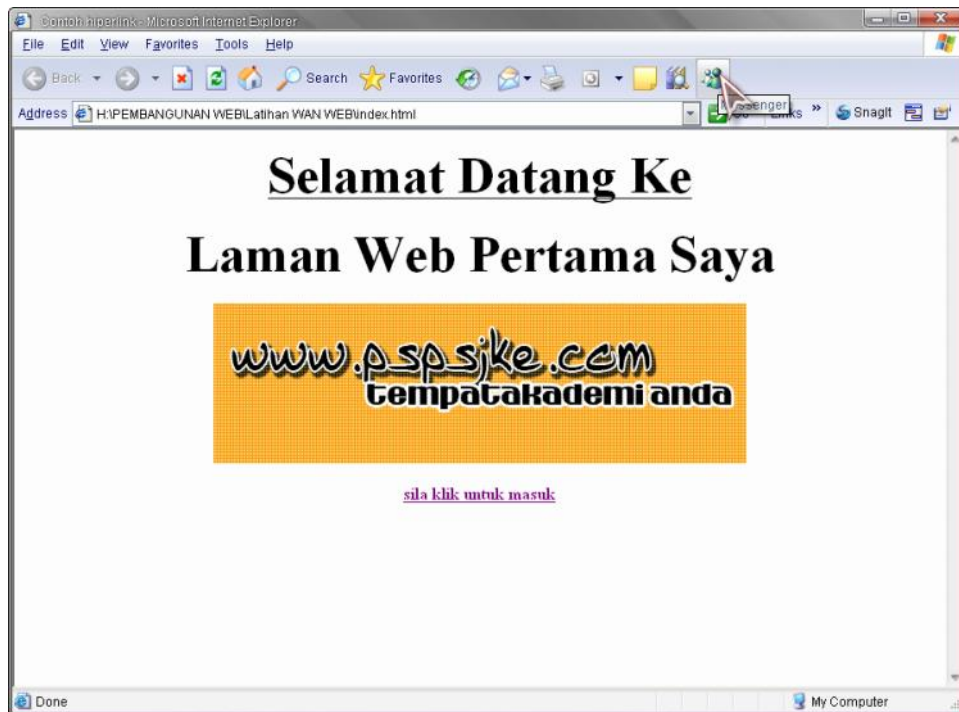 Contoh hiperlink - Microsoft Internet Explorer
File Edit View Favorites Tools Help
Back Search Favorites
Messenger
Address H:\PEMBANGUNAN WEB\Latihan WAN WEB\index.html Go Links » SnagIt
Selamat Datang Ke
Laman Web Pertama Saya
www.pspsjke.com
tempatakademi anda
sila klik untuk masuk
Done My Computer